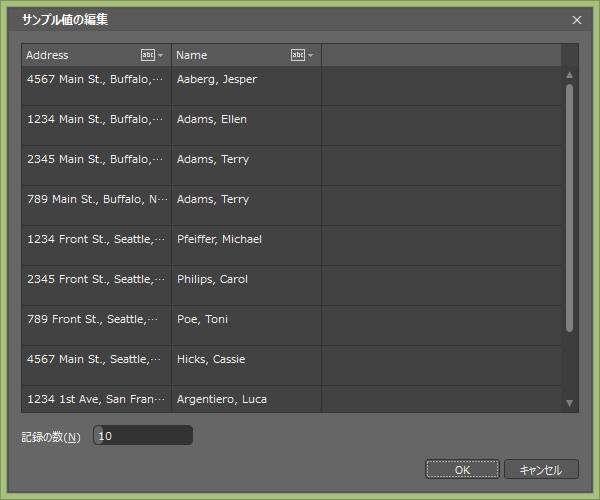 サンプル値の編集
Address abc Name abc
4567 Main St., Buffalo,... Aaberg, Jesper
1234 Main St., Buffalo,... Adams, Ellen
2345 Main St., Buffalo,... Adams, Terry
789 Main St., Buffalo, N... Adams, Terry
1234 Front St., Seattle,... Pfeiffer, Michael
2345 Front St., Seattle,... Philips, Carol
789 Front St., Seattle,... Poe, Toni
4567 Main St., Seattle,... Hicks, Cassie
1234 1st Ave, San Fran... Argentiero, Luca
記録の数(N) 10
OK キャンセル